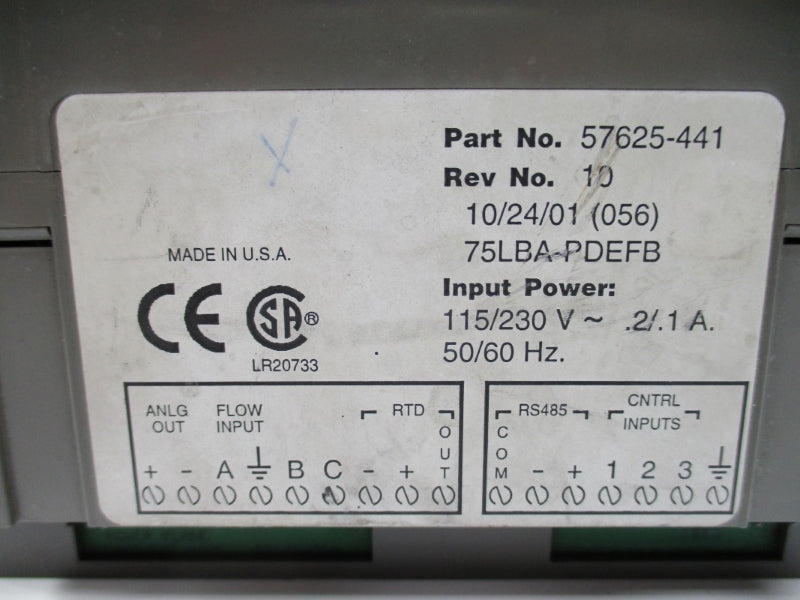 Part No. 57625-441
Rev No. 10
10/24/01 (056)
75LBA-PDEFB
Input Power:
115/230 V ~ .2/.1 A.
50/60 Hz.
MADE IN U.S.A.
CE SA ®
LR20733
ANLG OUT
FLOW INPUT
RTD
OUT
+ - A B C - +
RS485
CNTRL INPUTS
COM
- + 1 2 3